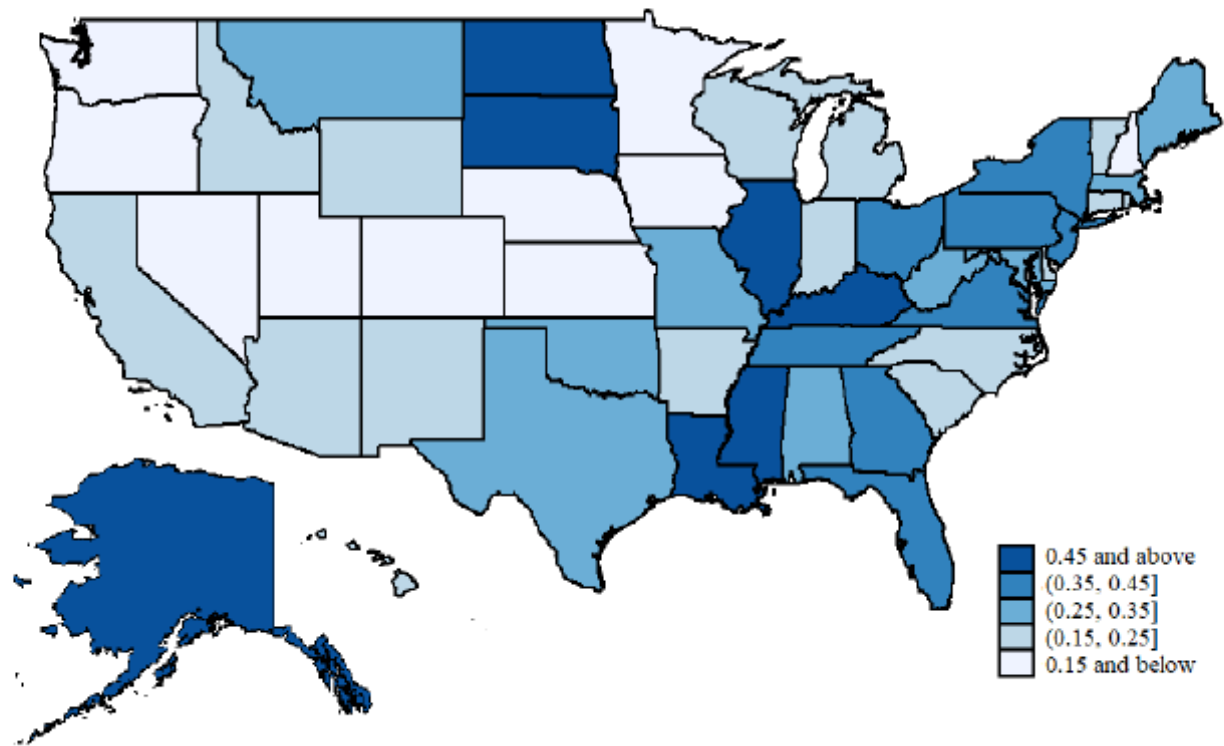 0.45 and above
(0.35, 0.45]
(0.25, 0.35]
(0.15, 0.25]
0.15 and below